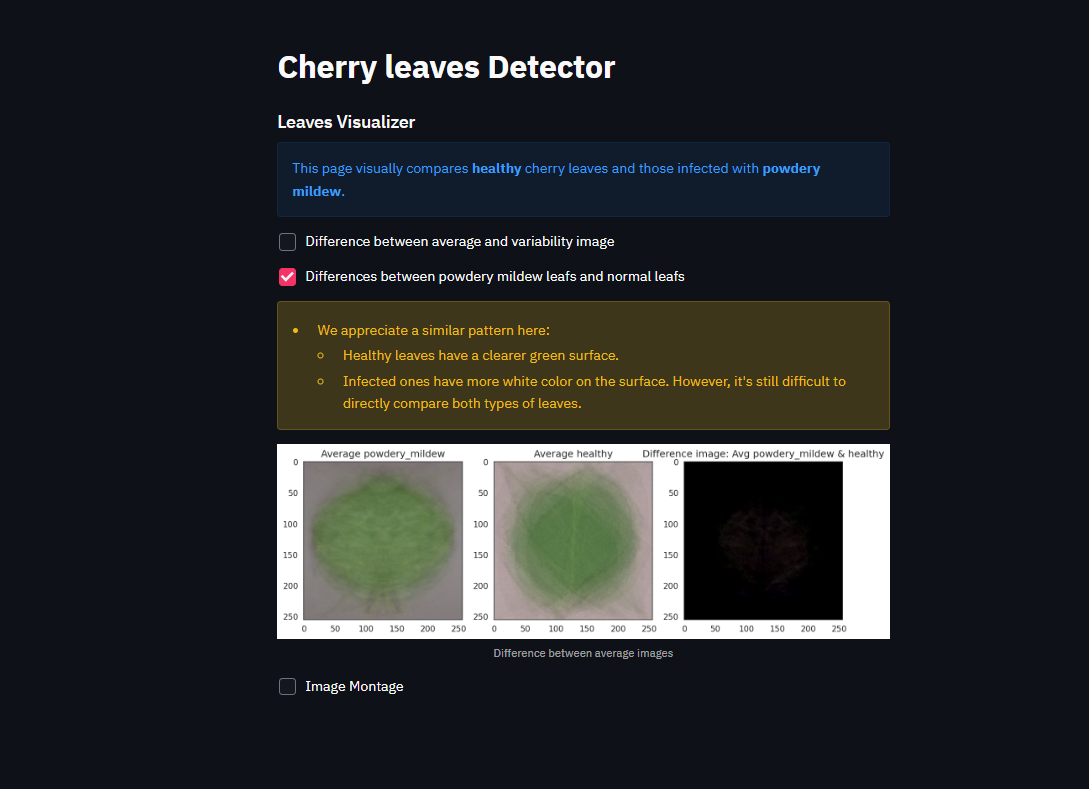 Cherry leaves Detector
Leaves Visualizer
This page visually compares healthy cherry leaves and those infected with powdery
mildew.
Difference between average and variability image
Differences between powdery mildew leafs and normal leafs
We appreciate a similar pattern here:
Healthy leaves have a clearer green surface.
Infected ones have more white color on the surface. However, it's still difficult to
directly compare both types of leaves.
Average powdery_mildew
Average healthy
Difference image: Avg powdery_mildew & healthy
0 0 0
50 50 50
100 100 100
150 150 150
200 200 200
250 250 250
0 50 100 150 200 250 0 50 100 150 200 250 0 50 100 150 200 250
Difference between average images
Image Montage